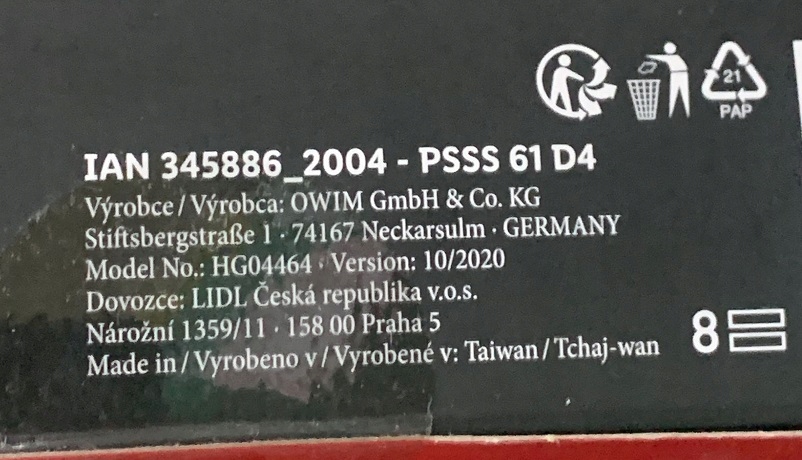 21
PAP
IAN 345886_2004 - PSSS 61 D4
Výrobce / Výrobca: OWIM GmbH & Co. KG
Stiftsbergstraße 1 · 74167 Neckarsulm · GERMANY
Model No.: HG04464 · Version: 10/2020
Dovozce: LIDL Česká republika v.o.s.
Nárožní 1359/11 · 158 00 Praha 5
Made in / Vyrobeno v / Vyrobené v: Taiwan / Tchaj-wan
8